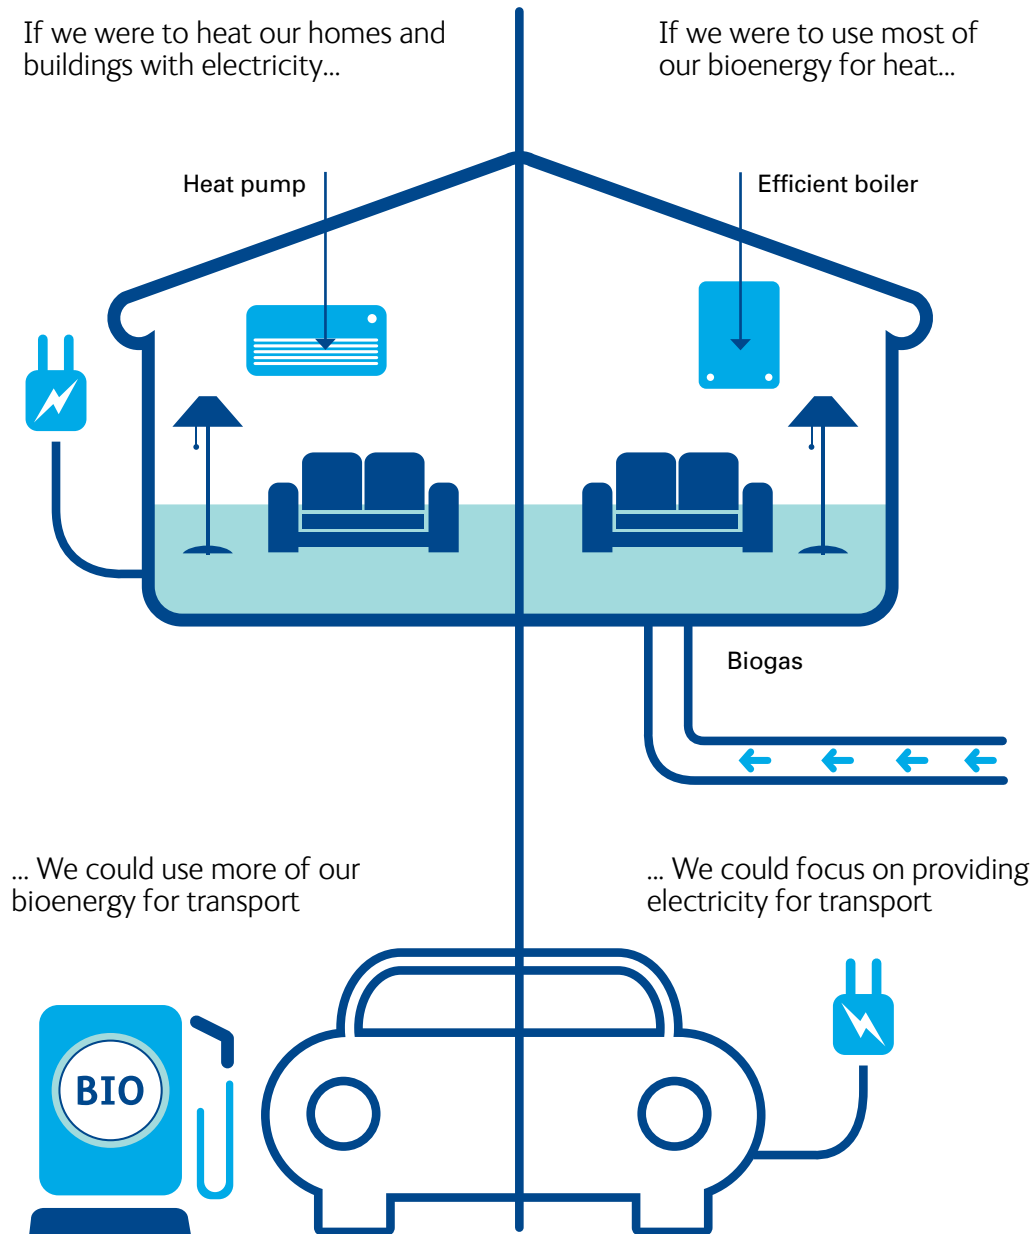 If we were to heat our homes and
buildings with electricity...
If we were to use most of
our bioenergy for heat...
Heat pump
Efficient boiler
Biogas
... We could use more of our
bioenergy for transport
... We could focus on providing
electricity for transport
BIO